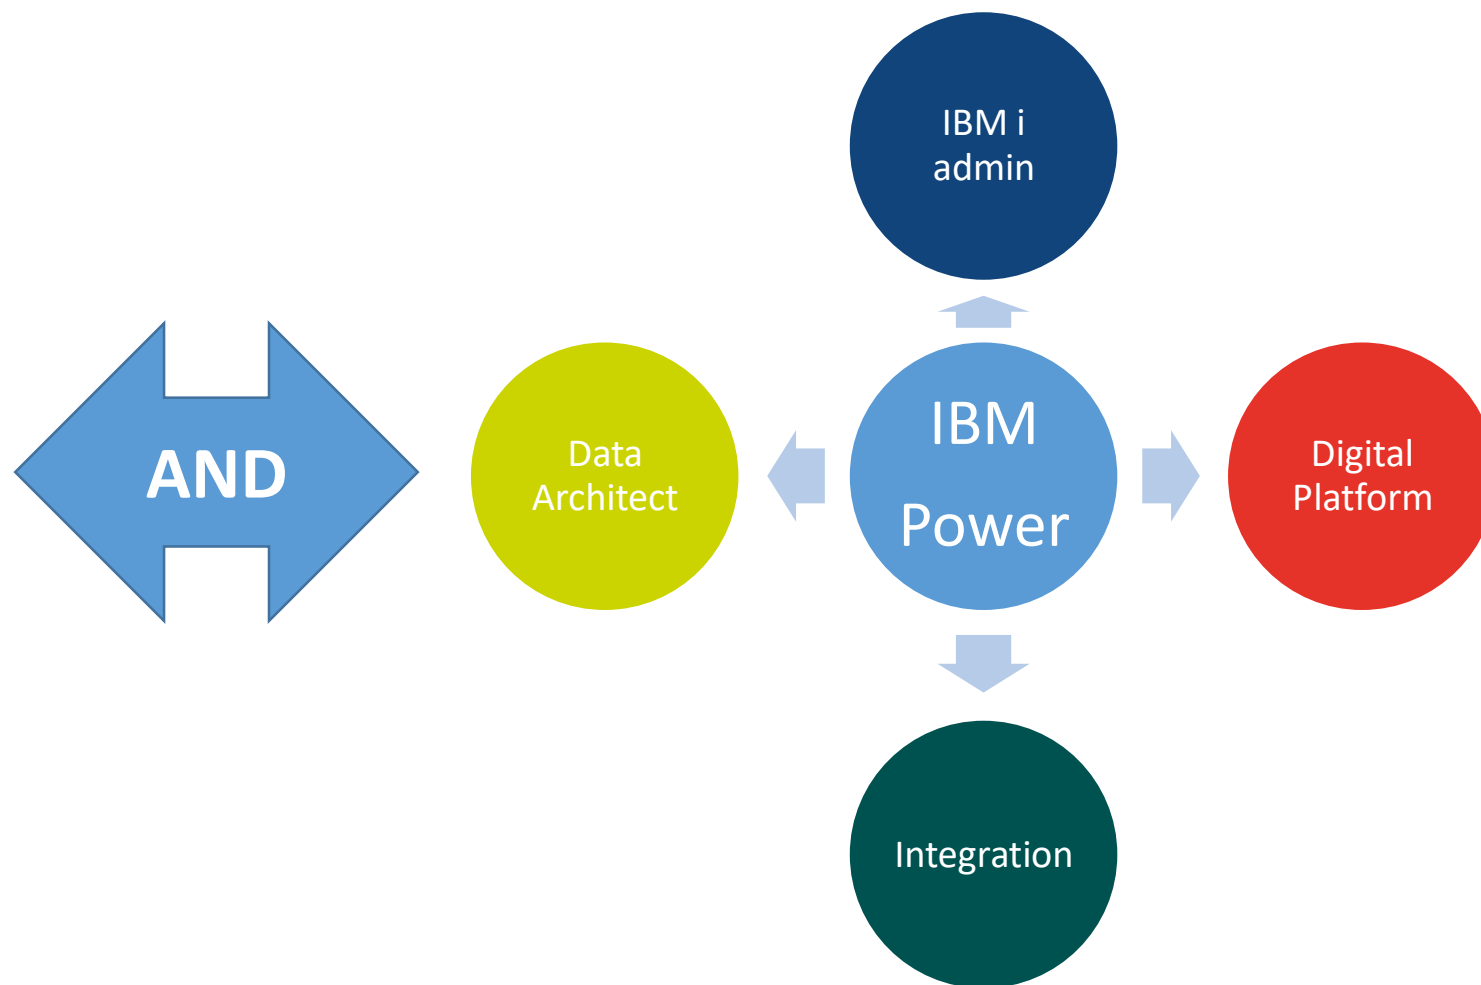 IBM i
admin
AND
Data
Architect
IBM
Power
Digital
Platform
Integration